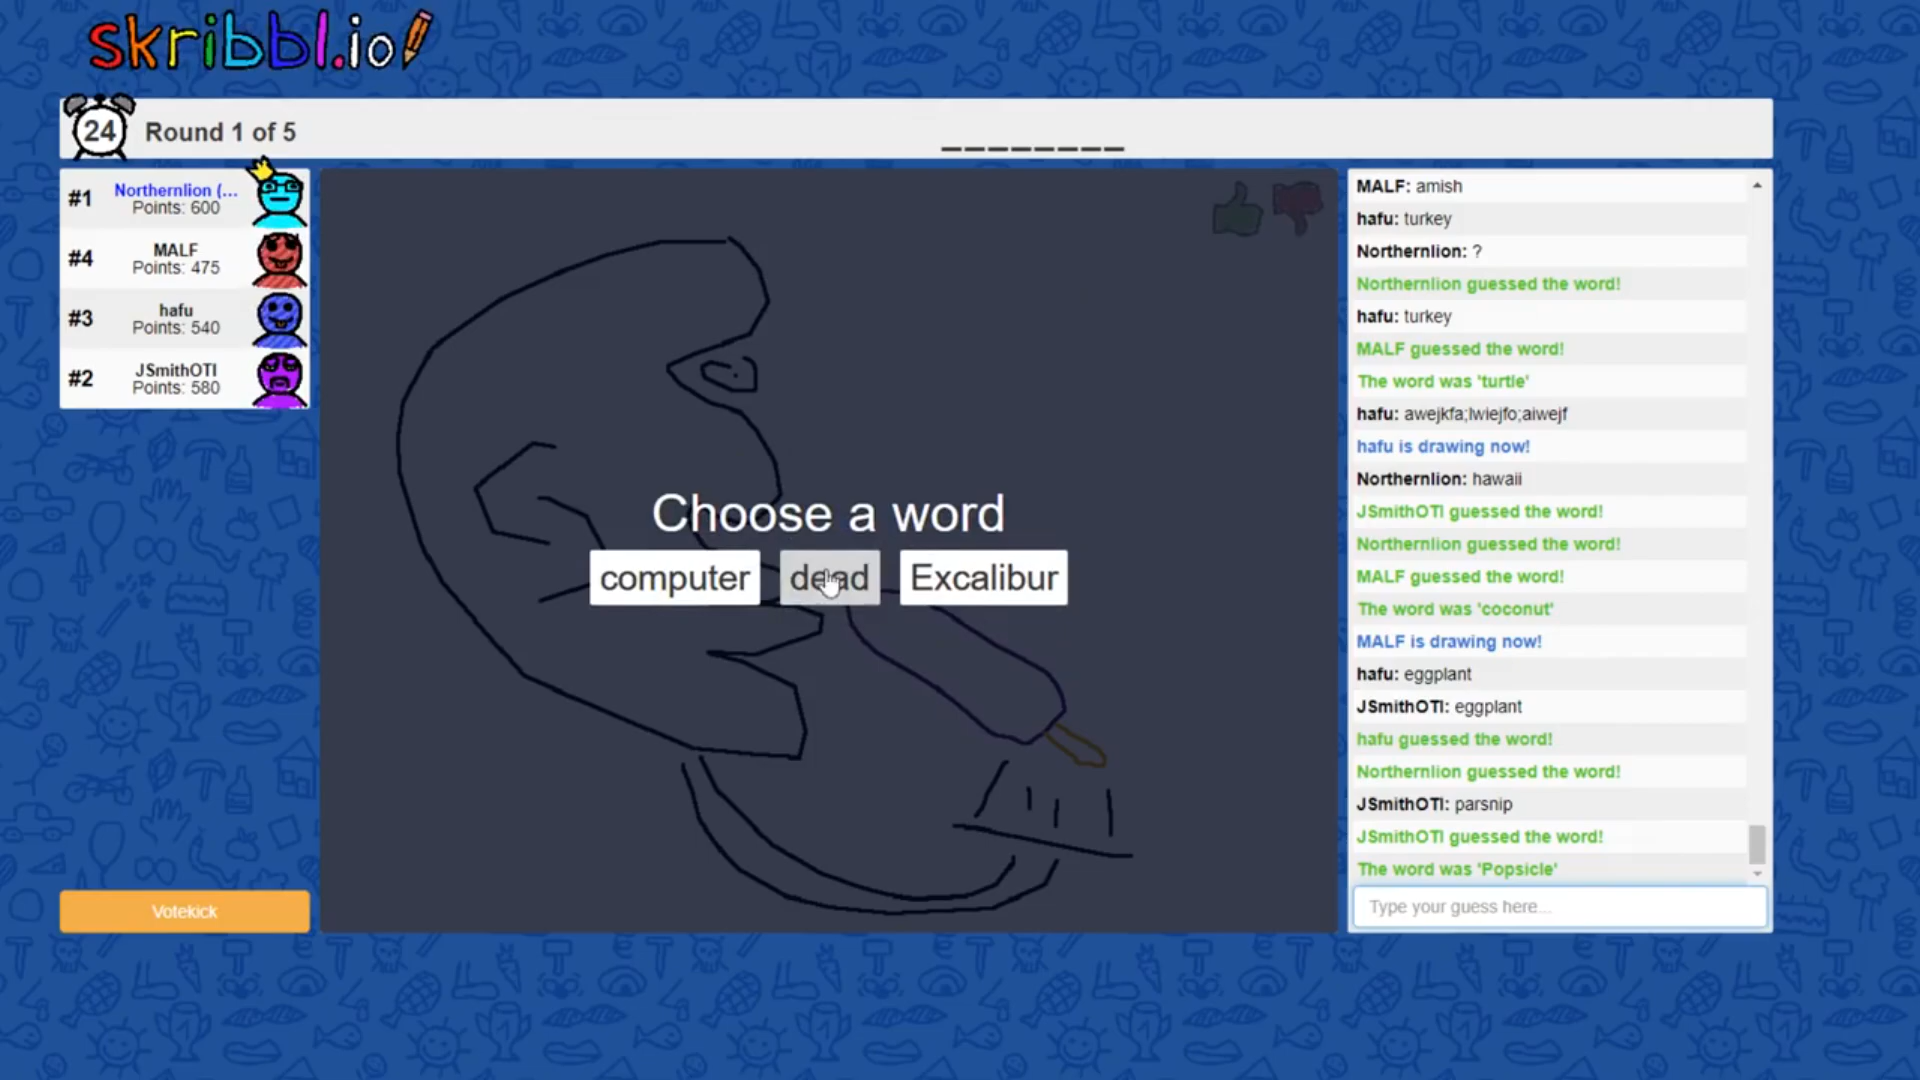 skribbl.io
24
Round 1 of 5
________
#1
Northernlion (...
Points: 600
#4
MALF
Points: 475
#3
hafu
Points: 540
#2
JSmithOTI
Points: 580
Votekick
Choose a word
computer
dead
Excalibur
MALF: amish
hafu: turkey
Northernlion: ?
Northernlion guessed the word!
hafu: turkey
MALF guessed the word!
The word was 'turtle'
hafu: awejkfa;lwiejfo;aiwejf
hafu is drawing now!
Northernlion: hawaii
JSmithOTI guessed the word!
Northernlion guessed the word!
MALF guessed the word!
The word was 'coconut'
MALF is drawing now!
hafu: eggplant
JSmithOTI: eggplant
hafu guessed the word!
Northernlion guessed the word!
JSmithOTI: parsnip
JSmithOTI guessed the word!
The word was 'Popsicle'
Type your guess here...